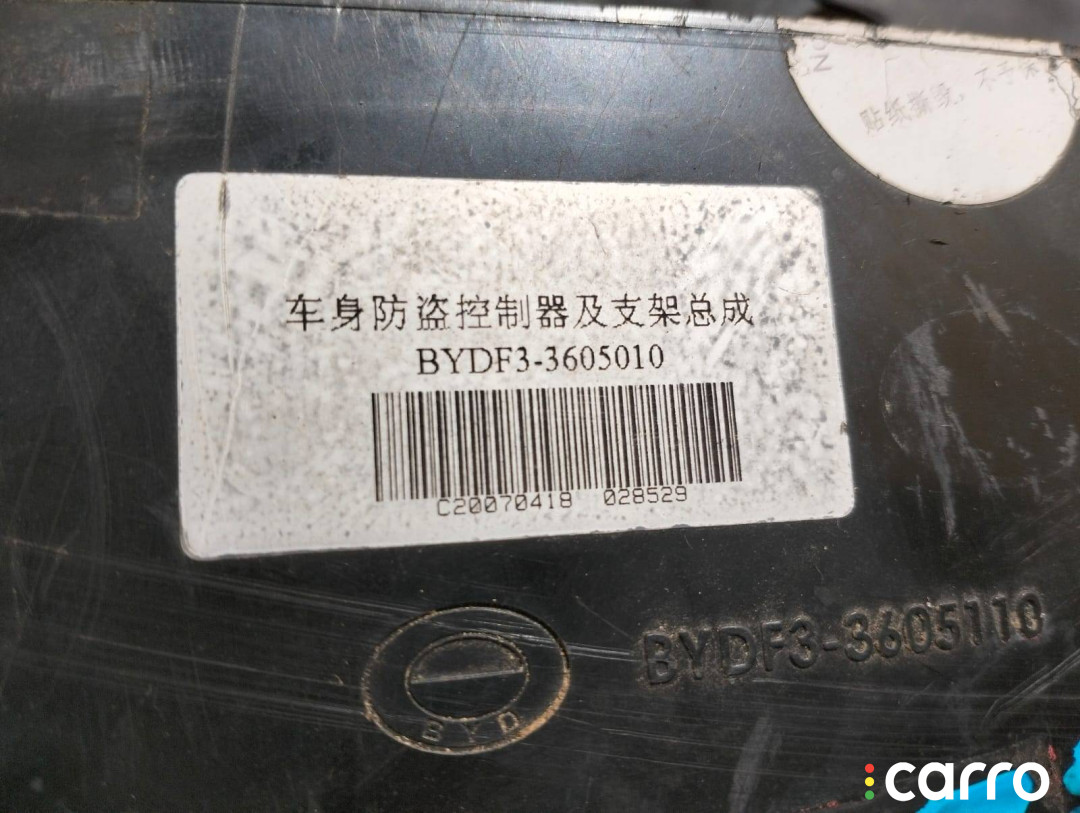 贴纸撕毁,不予保
车身防盗控制器及支架总成
BYDF3-3605010
C20070418 028529
BYDF3-3605110
BYD
carro